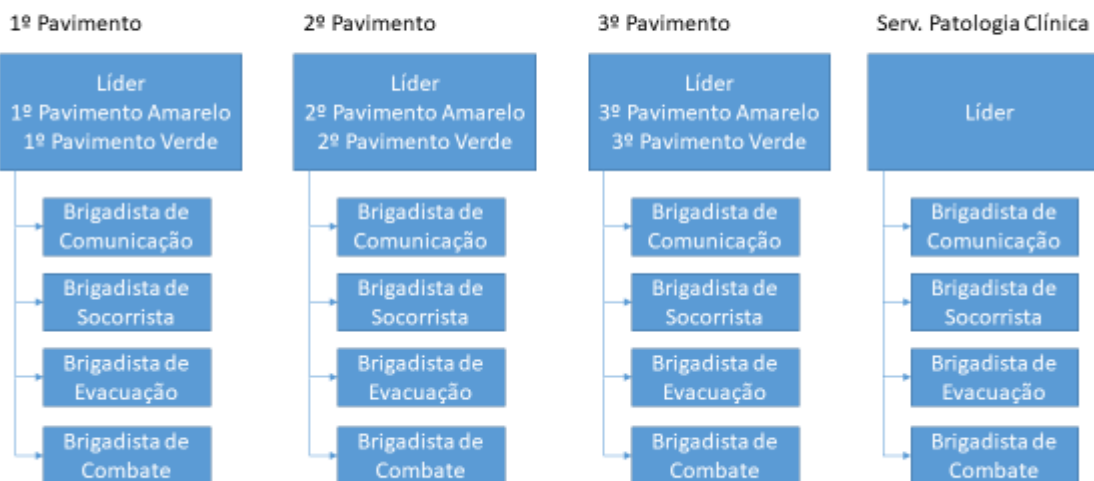 1º Pavimento
2º Pavimento
3º Pavimento
Serv. Patologia Clínica
Líder
1º Pavimento Amarelo
1º Pavimento Verde
Brigadista de
Comunicação
Brigadista de
Socorrista
Brigadista de
Evacuação
Brigadista de
Combate
Líder
2º Pavimento Amarelo
2º Pavimento Verde
Brigadista de
Comunicação
Brigadista de
Socorrista
Brigadista de
Evacuação
Brigadista de
Combate
Líder
3º Pavimento Amarelo
3º Pavimento Verde
Brigadista de
Comunicação
Brigadista de
Socorrista
Brigadista de
Evacuação
Brigadista de
Combate
Líder
Brigadista de
Comunicação
Brigadista de
Socorrista
Brigadista de
Evacuação
Brigadista de
Combate